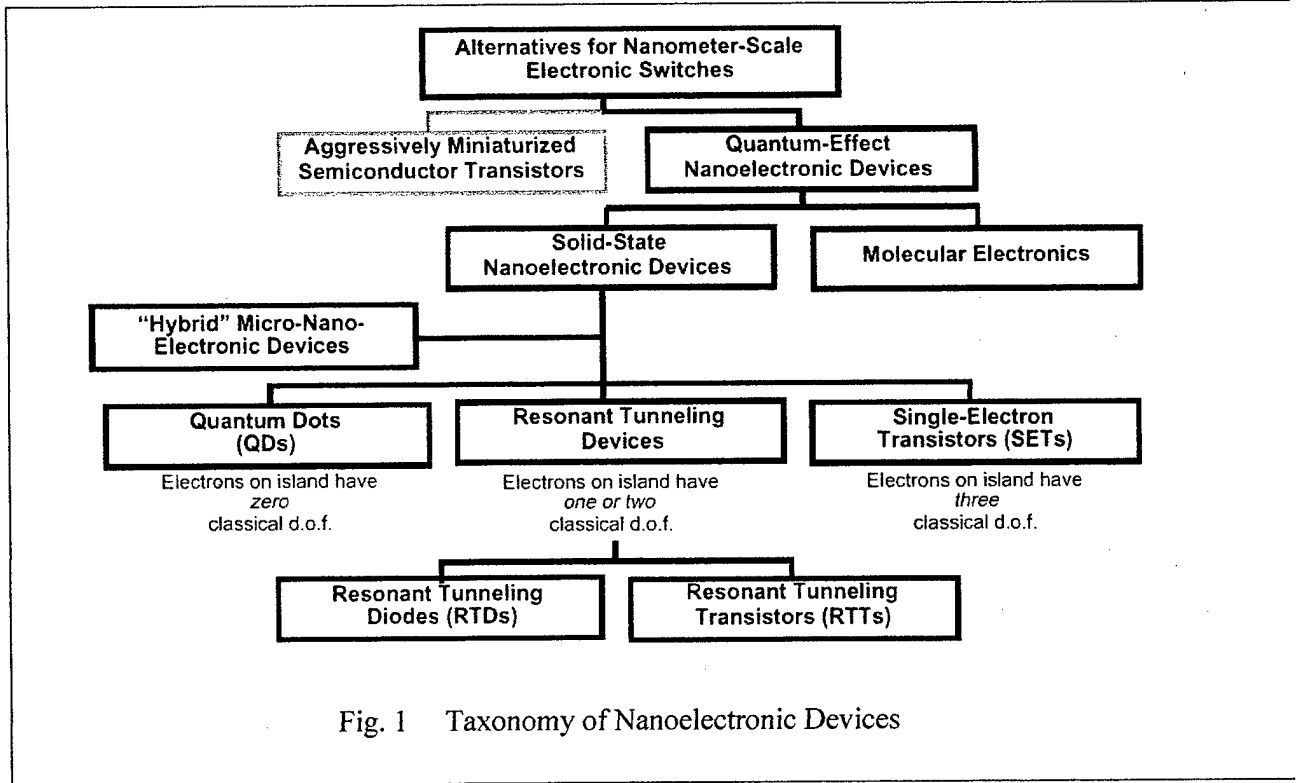 Alternatives for Nanometer-Scale
Electronic Switches
Aggressively Miniaturized
Semiconductor Transistors
Quantum-Effect
Nanoelectronic Devices
Solid-State
Nanoelectronic Devices
Molecular Electronics
“Hybrid” Micro-Nano-
Electronic Devices
Quantum Dots
(QDs)
Resonant Tunneling
Devices
Single-Electron
Transistors (SETs)
Electrons on island have
zero
classical d.o.f.
Electrons on island have
one or two
classical d.o.f.
Electrons on island have
three
classical d.o.f.
Resonant Tunneling
Diodes (RTDs)
Resonant Tunneling
Transistors (RTTs)
Fig. 1 Taxonomy of Nanoelectronic Devices